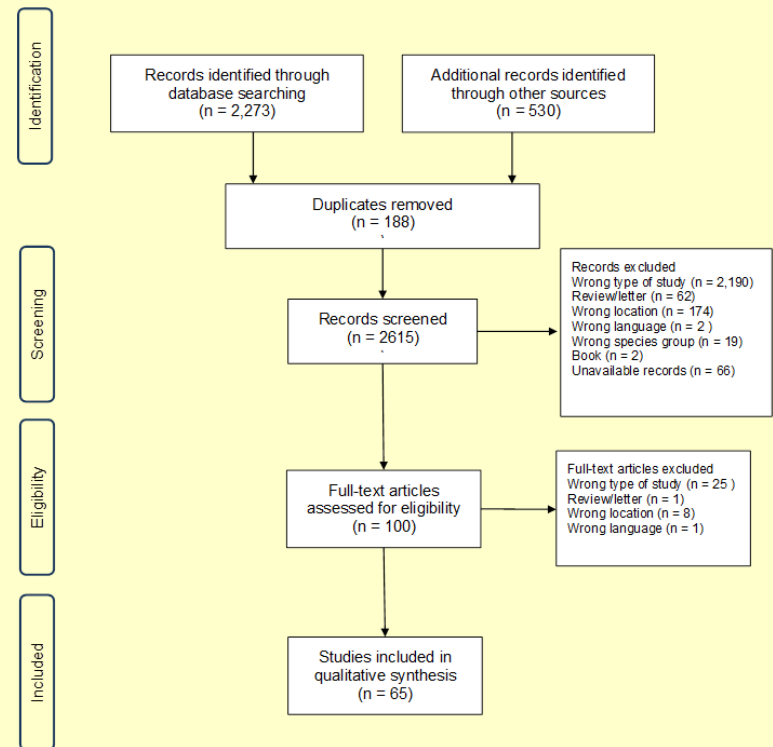 Identification
Records identified through
database searching
(n = 2,273)
Additional records identified
through other sources
(n = 530)
Duplicates removed
(n = 188)
Screening
Records screened
(n = 2615)
Records excluded
Wrong type of study (n = 2,190)
Review/letter (n = 62)
Wrong location (n = 174)
Wrong language (n = 2 )
Wrong species group (n = 19)
Book (n = 2)
Unavailable records (n = 66)
Eligibility
Full-text articles
assessed for eligibility
(n = 100)
Full-text articles excluded
Wrong type of study (n = 25 )
Review/letter (n = 1)
Wrong location (n = 8)
Wrong language (n = 1)
Included
Studies included in
qualitative synthesis
(n = 65)